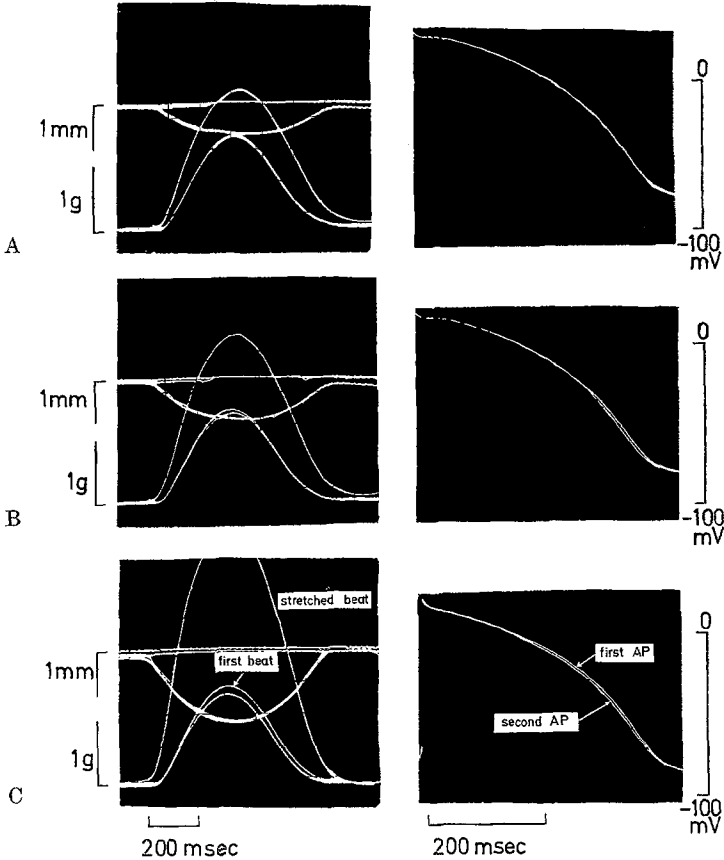 1mm
1g
A
0
-100
mV
1mm
1g
B
0
-100
mV
stretched beat
first beat
1mm
1g
C
200 msec
first AP
second AP
0
-100
mV
200 msec